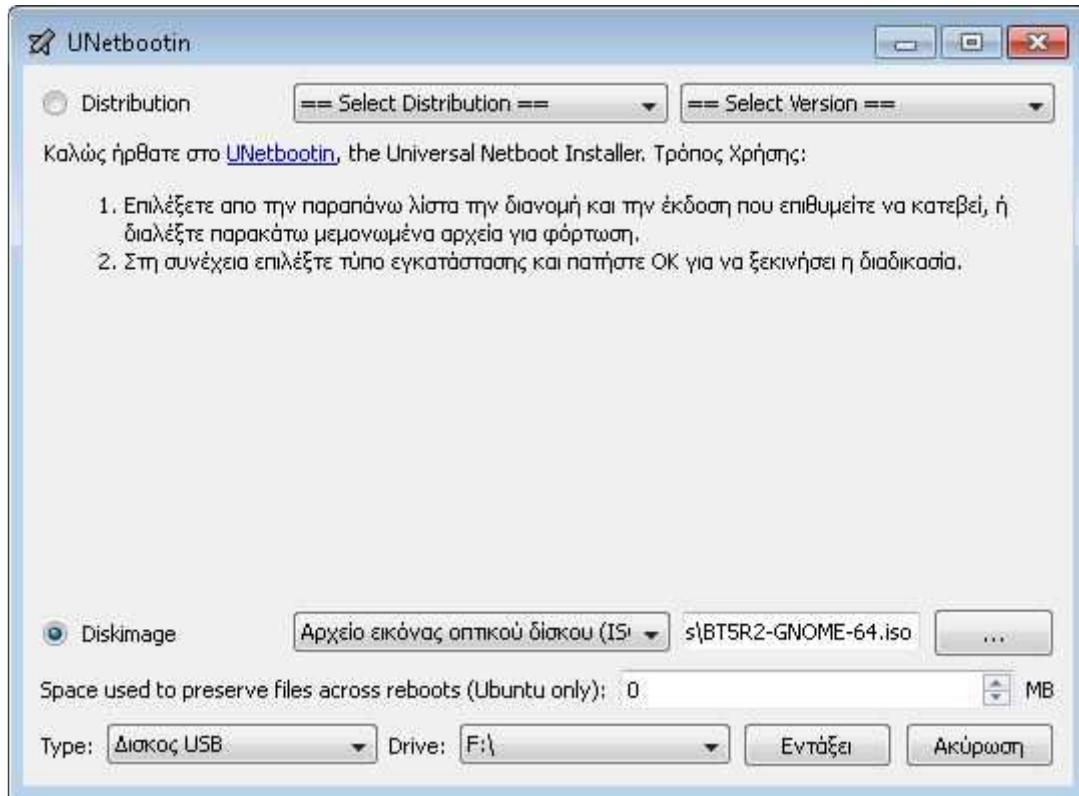 UNetbootin
Distribution == Select Distribution == == Select Version ==
Καλώς ήρθατε στο UNetbootin, the Universal Netboot Installer. Τρόπος Χρήσης:
1. Επιλέξετε απο την παραπάνω λίστα την διανομή και την έκδοση που επιθυμείτε να κατεβεί, ή
διαλέξτε παρακάτω μεμονωμένα αρχεία για φόρτωση.
2. Στη συνέχεια επιλέξτε τύπο εγκατάστασης και πατήστε OK για να ξεκινήσει η διαδικασία.
Diskimage Αρχείο εικόνας οπτικού δίσκου (ISO s\BT5R2-GNOME-64.iso ...
Space used to preserve files across reboots (Ubuntu only): 0 MB
Type: Δισκος USB Drive: F:\ Εντάξει Ακύρωση